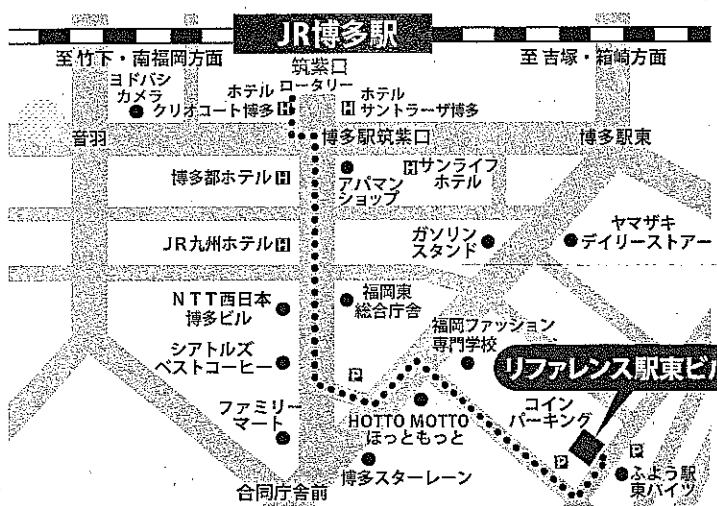 JR博多駅
至 竹下・南福岡方面
至 吉塚・箱崎方面
筑紫口
ロータリー
ヨドバシ
カメラ
ホテル
クリオコート博多 H
H ホテル
サントラーザ博多
音羽
博多駅筑紫口
博多駅東
博多都ホテル H
アパマン
ショップ
H サンライフ
ホテル
JR九州ホテル H
ガソリン
スタンド
ヤマザキ
デイリーストアー
NTT西日本
博多ビル
福岡東
総合庁舎
福岡ファッション
専門学校
シアトルズ
ベストコーヒー
P
リファレンス駅東ビル
ファミリー
マート
HOTTO MOTTO
ほっともっと
コイン
パーキング
P
P
博多スターレーン
ふよう駅
東ハイツ
合同庁舎前